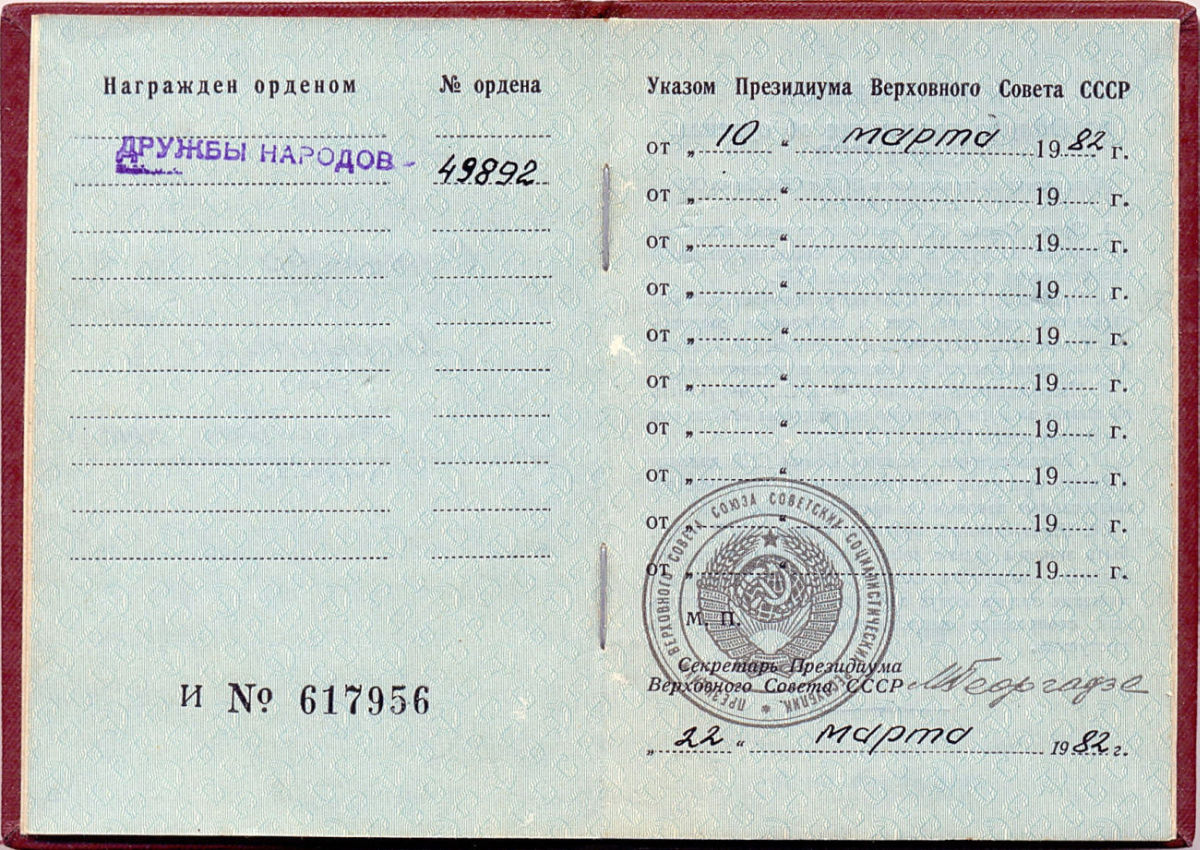 Награжден орденом
№ ордена
ДРУЖБЫ НАРОДОВ -
49892
И № 617956
Указом Президиума Верховного Совета СССР
от „ 10 “ марта 1982 г.
от „ “ 19 г.
от „ “ 19 г.
от „ “ 19 г.
от „ “ 19 г.
от „ “ 19 г.
от „ “ 19 г.
от „ “ 19 г.
от „ “ 19 г.
от „ “ 19 г.
ПРЕЗИДИУМ ВЕРХОВНОГО СОВЕТА СОЮЗА СОВЕТСКИХ СОЦИАЛИСТИЧЕСКИХ РЕСПУБЛИК
М. П.
Секретарь Президиума
Верховного Совета СССР МГеоргадзе
„ 22 “ марта 1982 г.